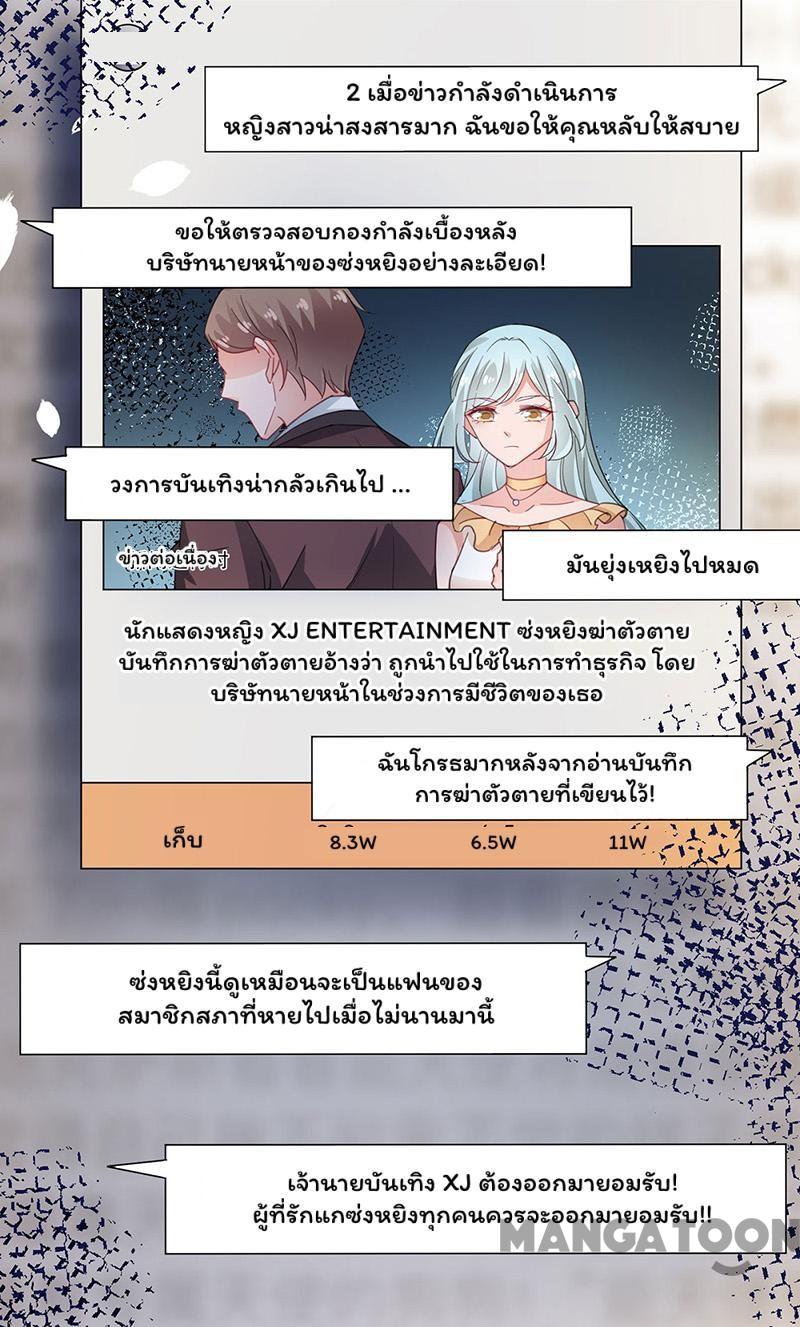 2 เมื่อข่าวกำลังดำเนินการ
หญิงสาวน่าสงสารมาก ฉันขอให้คุณหลับให้สบาย
ขอให้ตรวจสอบกองกำลังเบื้องหลัง
บริษัทนายหน้าของซ่งหยิงอย่างละเอียด!
วงการบันเทิงน่ากลัวเกินไป ...
ข่าวต่อเนื่อง
มันยุ่งเหยิงไปหมด
นักแสดงหญิง XJ ENTERTAINMENT ซ่งหยิงฆ่าตัวตาย
บันทึกการฆ่าตัวตายอ้างว่า ถูกนำไปใช้ในการทำธุรกิจ โดย
บริษัทนายหน้าในช่วงการมีชีวิตของเธอ
ฉันโกรธมากหลังจากอ่านบันทึก
การฆ่าตัวตายที่เขียนไว้!
เก็บ 8.3W 6.5W 11W
ซ่งหยิงนี้ดูเหมือนจะเป็นแฟนของ
สมาชิกสภาที่หายไปเมื่อไม่นานมานี้
เจ้านายบันเทิง XJ ต้องออกมายอมรับ!
ผู้ที่รักแกซ่งหยิงทุกคนควรจะออกมายอมรับ!!
MANGATOON